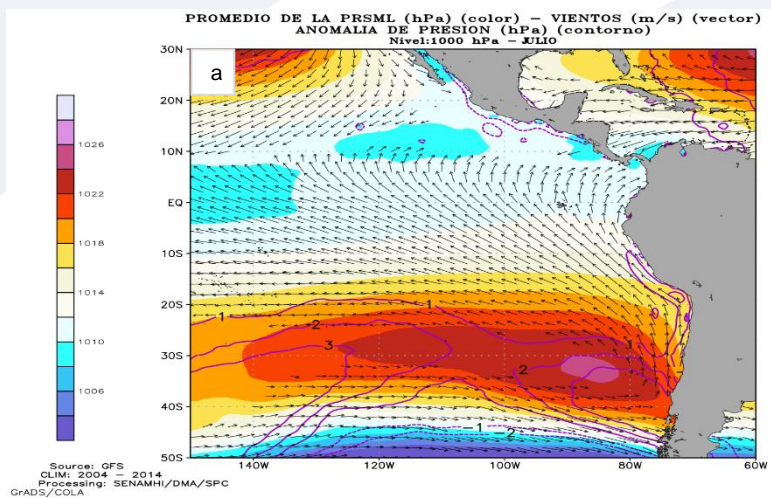 PROMEDIO DE LA PRSML (hPa) (color) – VIENTOS (m/s) (vector)
ANOMALIA DE PRESION (hPa) (contorno)
Nivel:1000 hPa – JULIO
a
30N
20N
10N
EQ
10S
20S
30S
40S
50S
140W
120W
100W
80W
60W
1026
1022
1018
1014
1010
1006
1
2
3
1
2
1
-1
-2
Source: GFS
CLIM: 2004 – 2014
Processing: SENAMHI/DMA/SPC
GrADS/COLA